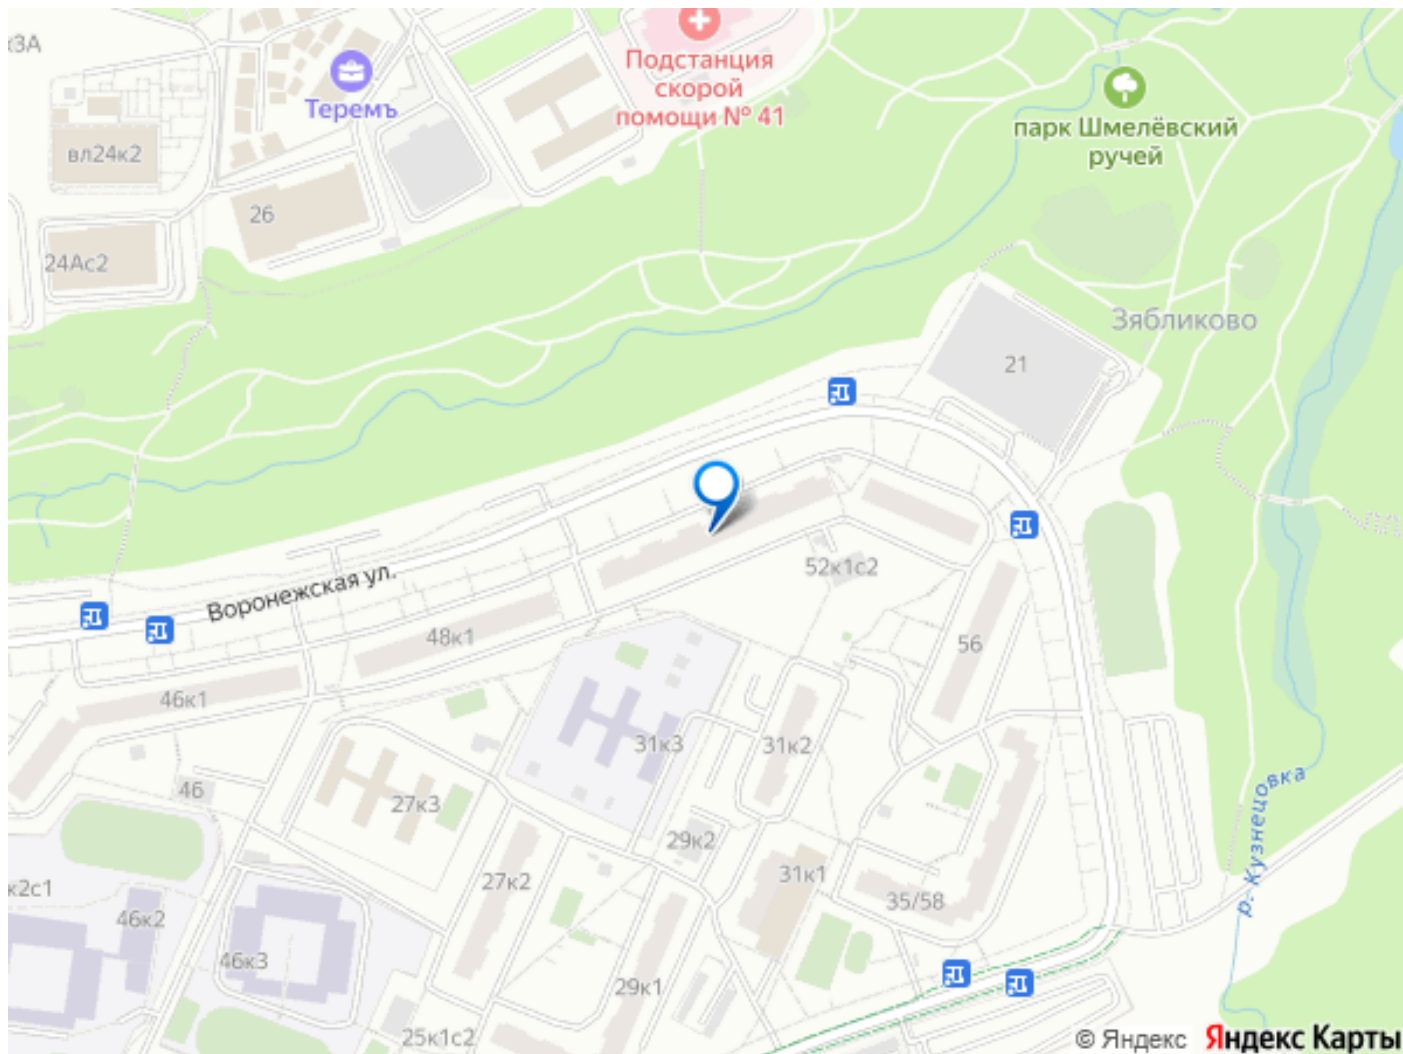 к3А
Подстанция
скорой
помощи № 41
Теремъ
парк Шмелёвский
ручей
вл24к2
26
24Ас2
Зябликово
21
Воронежская ул.
52к1с2
48к1
56
46к1
31к3
31к2
46
27к3
29к2
27к2
31к1
к2с1
35/58
46к2
р. Кузнецовка
46к3
29к1
25к1с2
© Яндекс Яндекс Карты